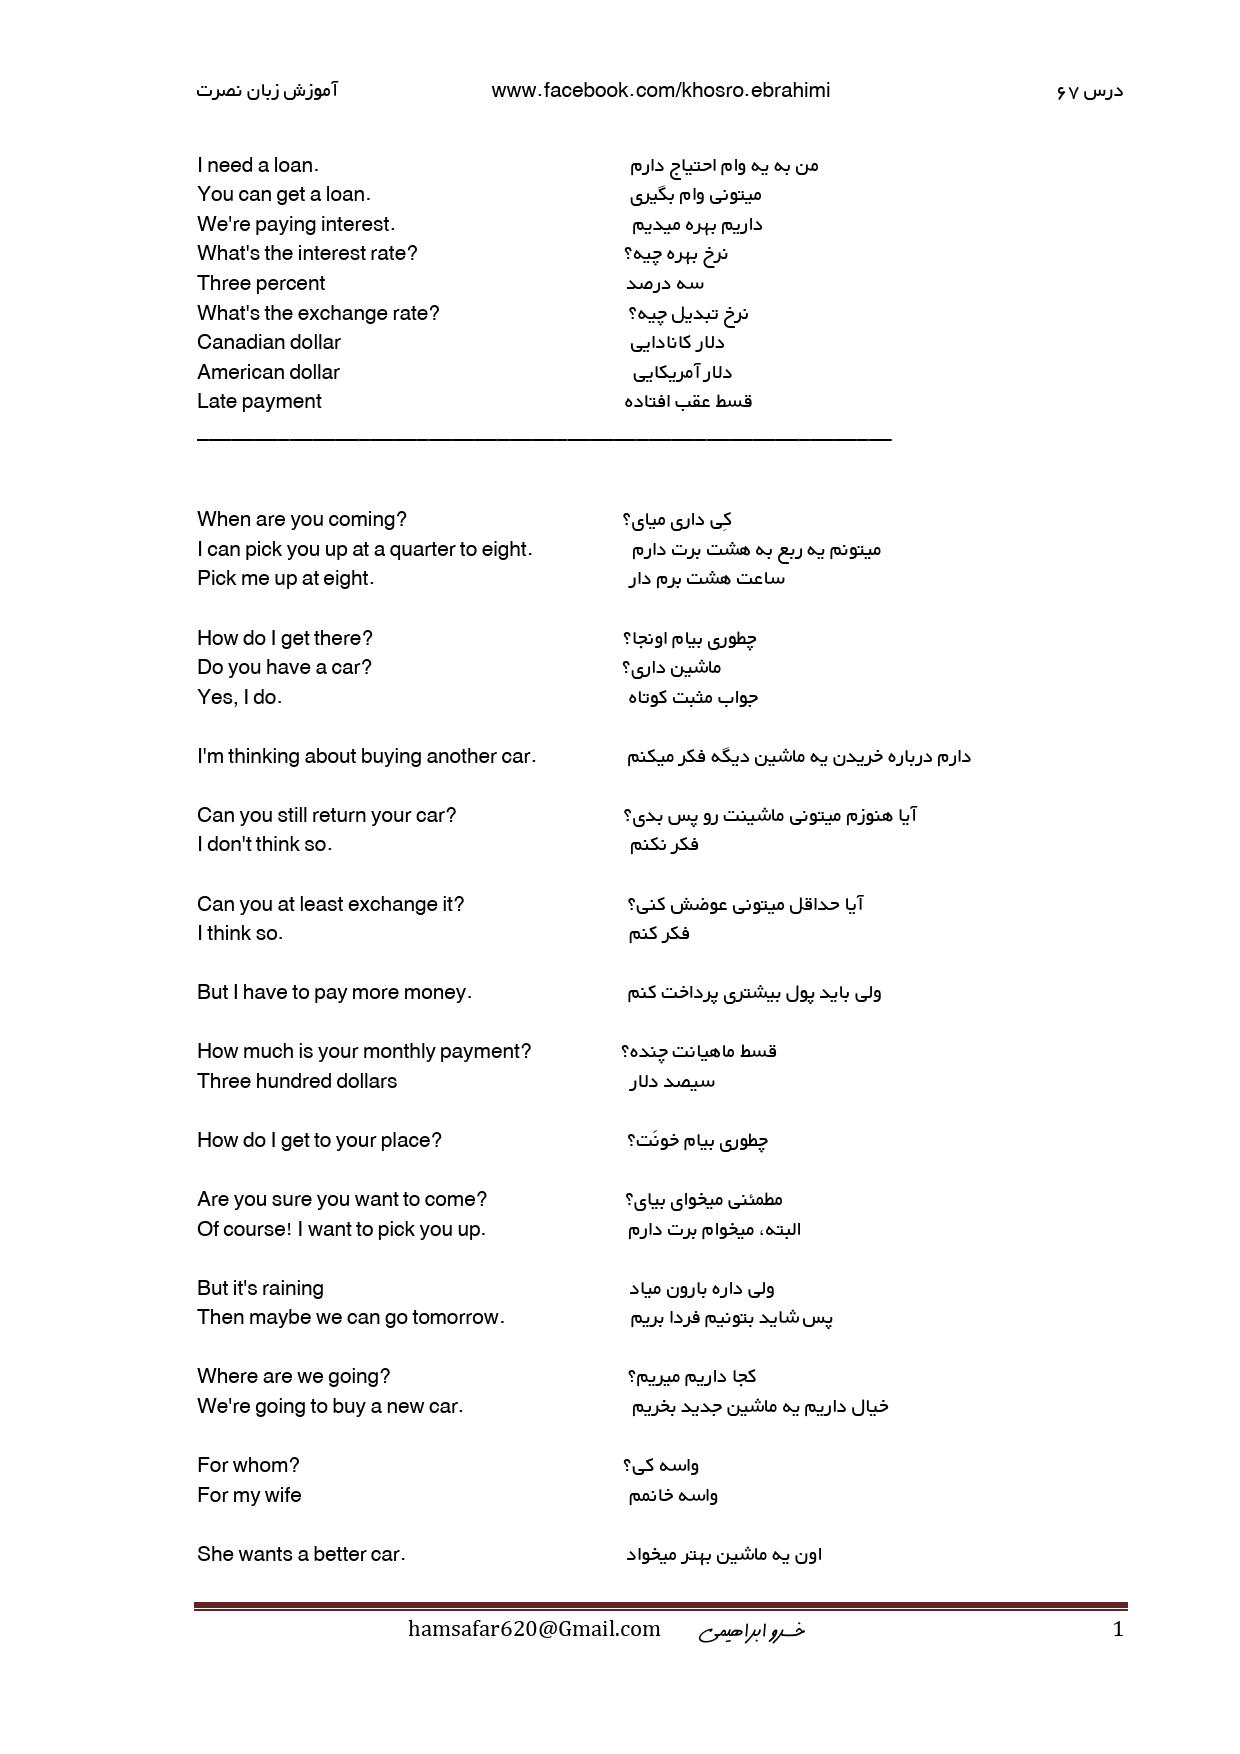 آموزش زبان نصرت www.facebook.com/khosro.ebrahimi درس ۶۷
I need a loan. من به یه وام احتیاج دارم
You can get a loan. میتونی وام بگیری
We're paying interest. داریم بهره میدیم
What's the interest rate? نرخ بهره چیه؟
Three percent سه درصد
What's the exchange rate? نرخ تبدیل چیه؟
Canadian dollar دلار کانادایی
American dollar دلار آمریکایی
Late payment قسط عقب افتاده
When are you coming? کِی داری میای؟
I can pick you up at a quarter to eight. میتونم یه ربع به هشت برت دارم
Pick me up at eight. ساعت هشت برم دار
How do I get there? چطوری بیام اونجا؟
Do you have a car? ماشین داری؟
Yes, I do. جواب مثبت کوتاه
I'm thinking about buying another car. دارم درباره خریدن یه ماشین دیگه فکر میکنم
Can you still return your car? آیا هنوزم میتونی ماشینت رو پس بدی؟
I don't think so. فکر نکنم
Can you at least exchange it? آیا حداقل میتونی عوضش کنی؟
I think so. فکر کنم
But I have to pay more money. ولی باید پول بیشتری پرداخت کنم
How much is your monthly payment? قسط ماهیانت چنده؟
Three hundred dollars سیصد دلار
How do I get to your place? چطوری بیام خونَت؟
Are you sure you want to come? مطمئنی میخوای بیای؟
Of course! I want to pick you up. البته، میخوام برت دارم
But it's raining ولی داره بارون میاد
Then maybe we can go tomorrow. پس شاید بتونیم فردا بریم
Where are we going? کجا داریم میریم؟
We're going to buy a new car. خیال داریم یه ماشین جدید بخریم
For whom? واسه کی؟
For my wife واسه خانمم
She wants a better car. اون یه ماشین بهتر میخواد
hamsafar620@Gmail.com خسرو ابراهیمی 1